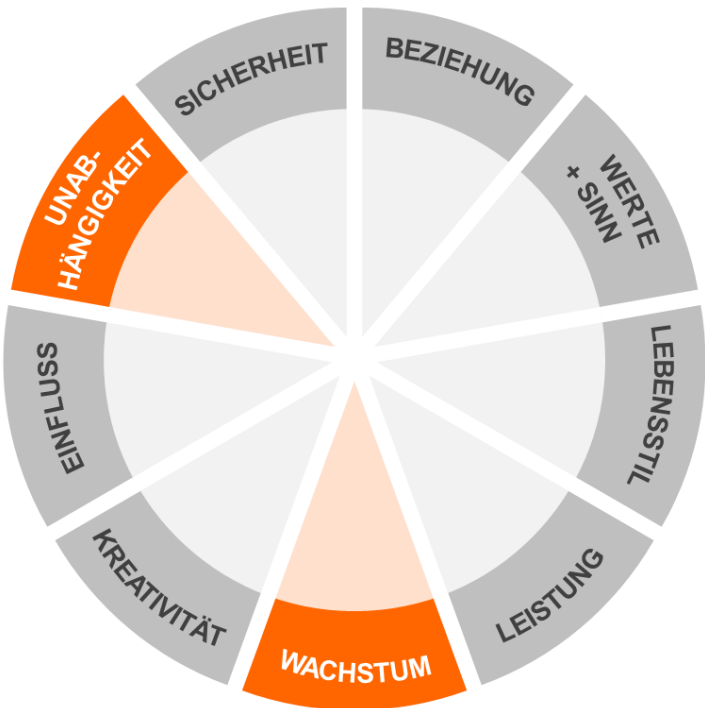 SICHERHEIT
BEZIEHUNG
WERTE
+ SINN
LEBENSSTIL
LEISTUNG
WACHSTUM
KREATIVITÄT
EINFLUSS
UNAB-
HÄNGIGKEIT